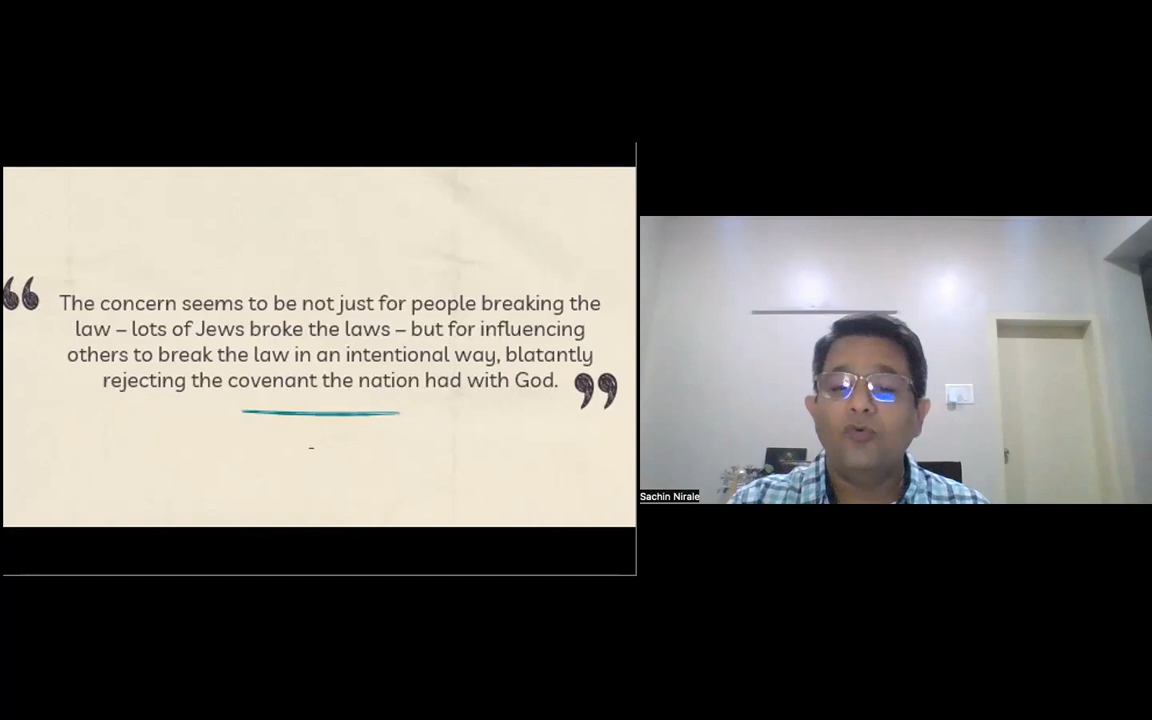 “ The concern seems to be not just for people breaking the
law – lots of Jews broke the laws – but for influencing
others to break the law in an intentional way, blatantly
rejecting the covenant the nation had with God. ”
-
Sachin Nirale